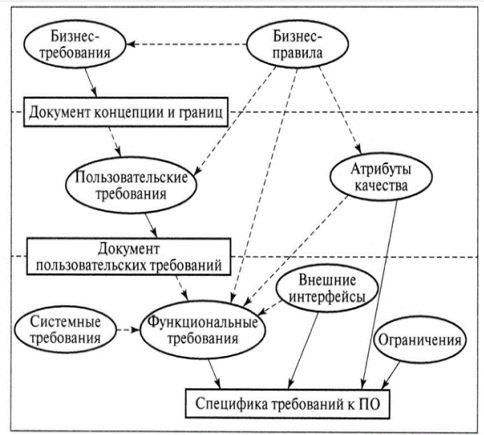 Бизнес-
требования
Бизнес-
правила
Документ концепции и границ
Пользовательские
требования
Атрибуты
качества
Документ
пользовательских требований
Внешние
интерфейсы
Системные
требования
Функциональные
требования
Ограничения
Специфика требований к ПО